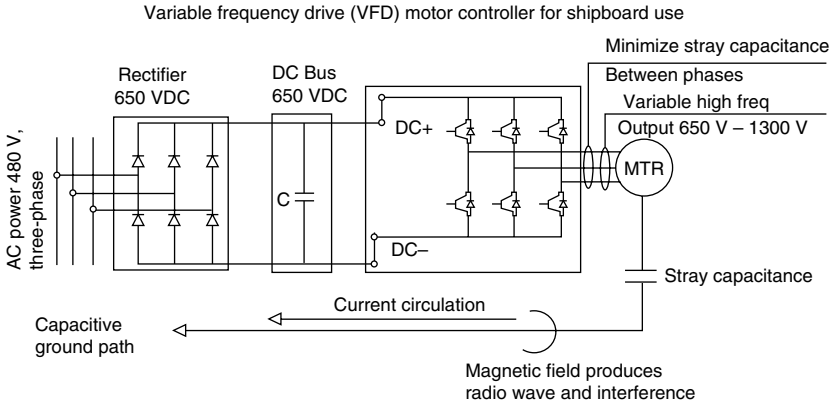 Variable frequency drive (VFD) motor controller for shipboard use
Minimize stray capacitance
Between phases
Variable high freq
Output 650 V – 1300 V
Rectifier
650 VDC
DC Bus
650 VDC
DC+
MTR
C
AC power 480 V,
three-phase
DC–
Stray capacitance
Current circulation
Capacitive
ground path
Magnetic field produces
radio wave and interference